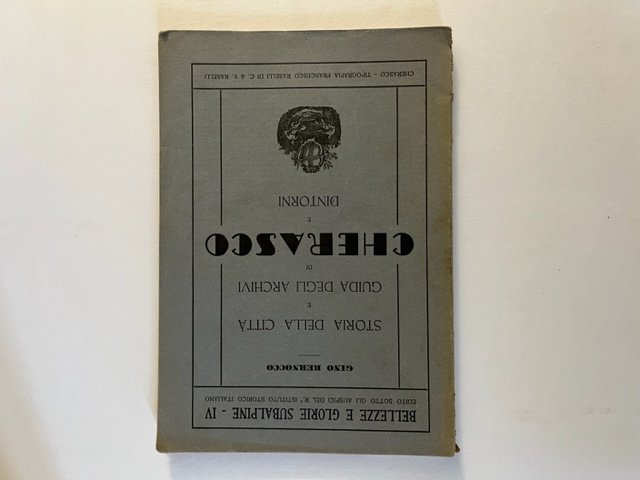 BELLEZZE E GLORIE SUBALPINE - IV
EDITO SOTTO GLI AUSPICI DEL R. ISTITUTO STORICO ITALIANO
GINO BERNOCCO
STORIA DELLA CITTÀ
E
GUIDA DEGLI ARCHIVI
DI
CHERASCO
E
DINTORNI
CHERASCO - TIPOGRAFIA FRANCESCO RASELLI DI C. & V. RASELLI